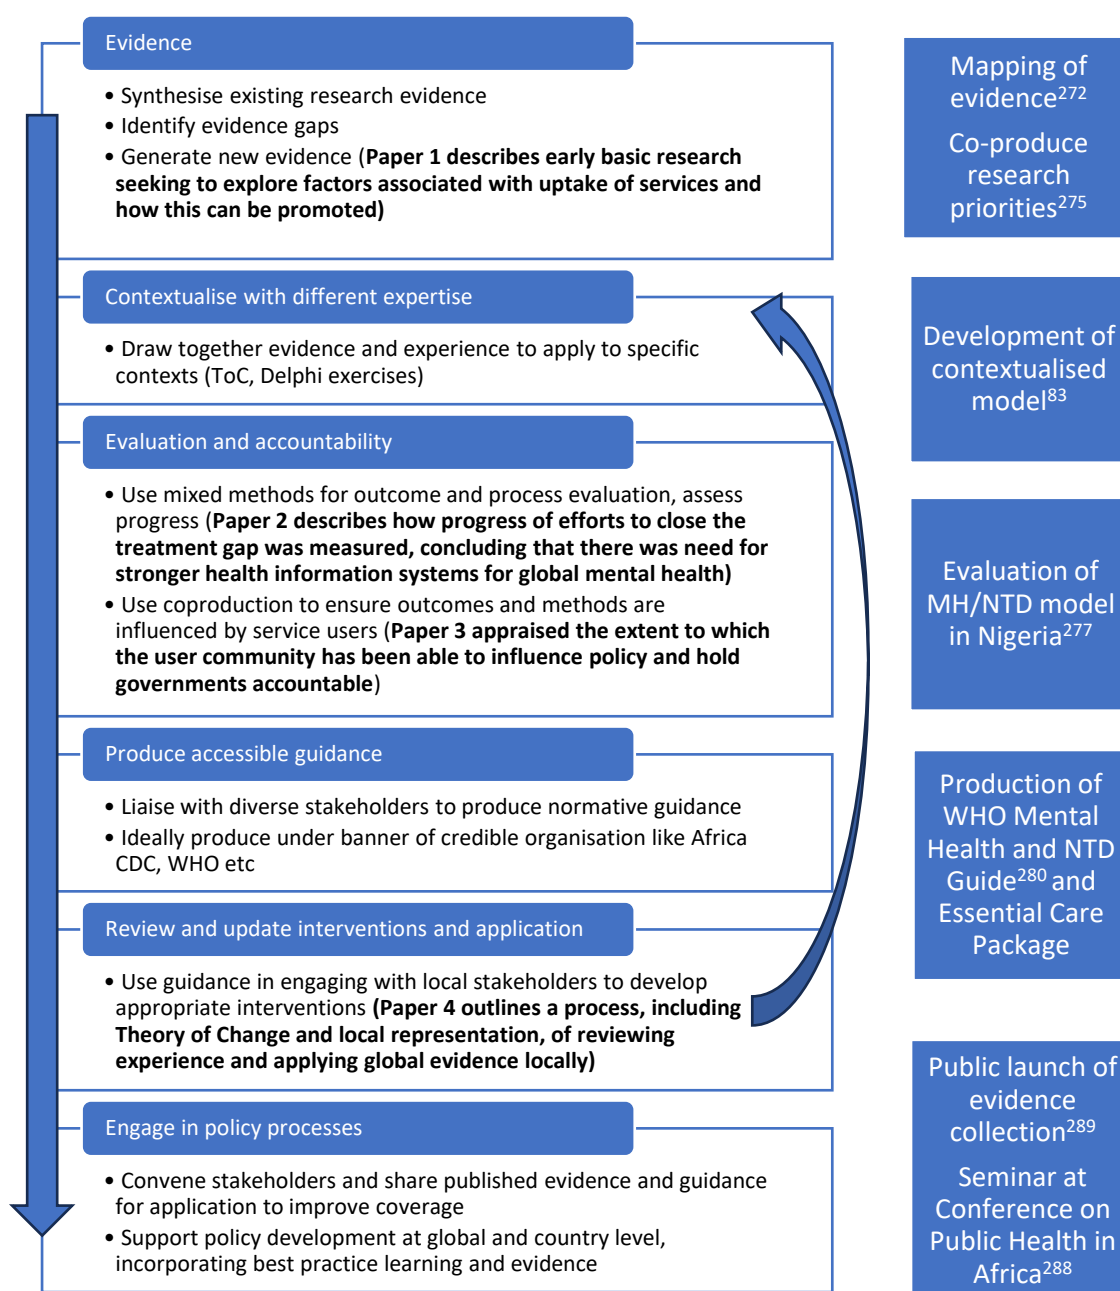 Evidence
• Synthesise existing research evidence
• Identify evidence gaps
• Generate new evidence (Paper 1 describes early basic research
seeking to explore factors associated with uptake of services and
how this can be promoted)
Mapping of
evidence272
Co-produce
research
priorities275
Contextualise with different expertise
• Draw together evidence and experience to apply to specific
contexts (ToC, Delphi exercises)
Development of
contextualised
model83
Evaluation and accountability
• Use mixed methods for outcome and process evaluation, assess
progress (Paper 2 describes how progress of efforts to close the
treatment gap was measured, concluding that there was need for
stronger health information systems for global mental health)
• Use coproduction to ensure outcomes and methods are
influenced by service users (Paper 3 appraised the extent to which
the user community has been able to influence policy and hold
governments accountable)
Evaluation of
MH/NTD model
in Nigeria277
Produce accessible guidance
• Liaise with diverse stakeholders to produce normative guidance
• Ideally produce under banner of credible organisation like Africa
CDC, WHO etc
Production of
WHO Mental
Health and NTD
Guide280 and
Essential Care
Package
Review and update interventions and application
• Use guidance in engaging with local stakeholders to develop
appropriate interventions (Paper 4 outlines a process, including
Theory of Change and local representation, of reviewing
experience and applying global evidence locally)
Engage in policy processes
• Convene stakeholders and share published evidence and guidance
for application to improve coverage
• Support policy development at global and country level,
incorporating best practice learning and evidence
Public launch of
evidence
collection289
Seminar at
Conference on
Public Health in
Africa288